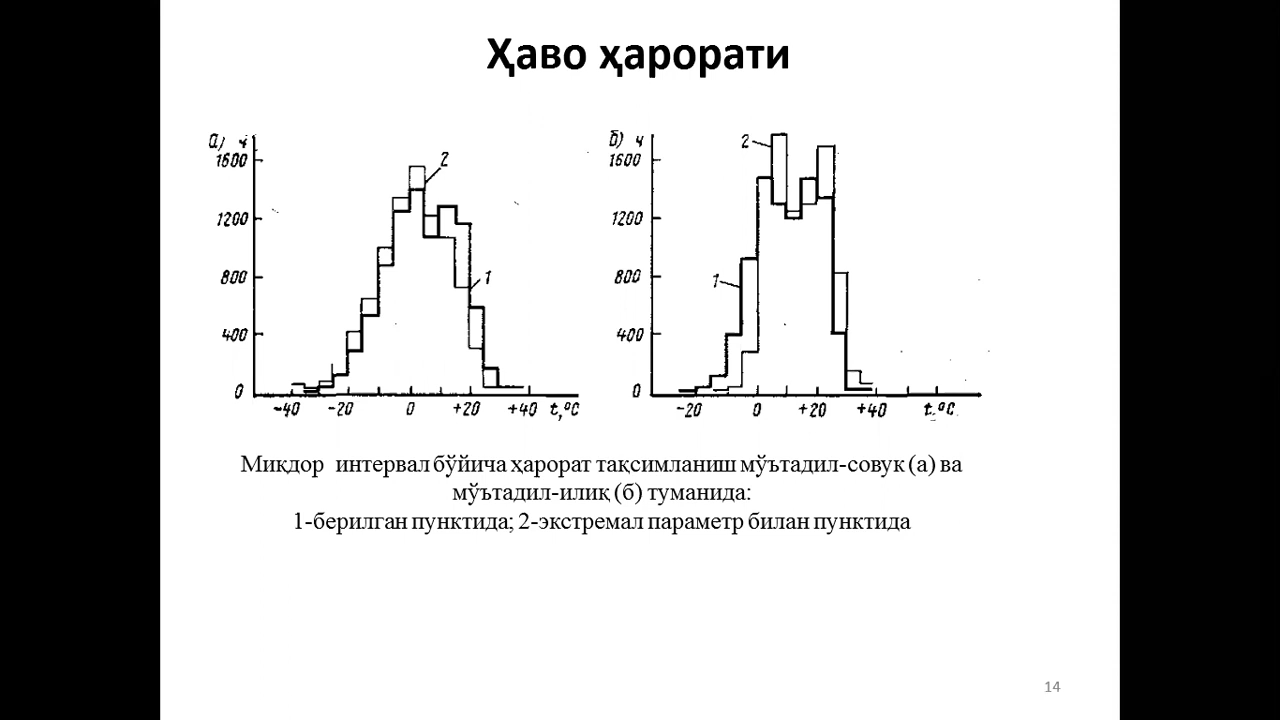 Ҳаво ҳарорати
а) ч
1600
1200
800
400
0
-40 -20 0 +20 +40 t,°C
2
1
б) ч
1600
1200
800
400
0
-20 0 +20 +40 t,°C
2
1
Миқдор интервал бўйича ҳарорат тақсимланиш мўътадил-совук (а) ва
мўътадил-илиқ (б) туманида:
1-берилган пунктида; 2-экстремал параметр билан пунктида
14